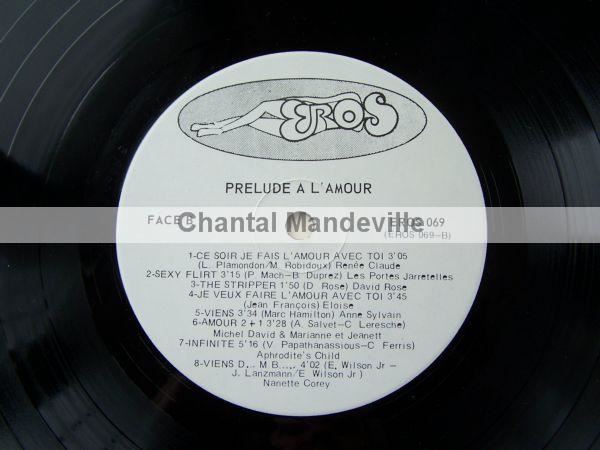 EROS
PRELUDE A L'AMOUR
FACE B
EROS 069
(EROS 069-B)
Chantal Mandeville
1-CE SOIR JE FAIS L'AMOUR AVEC TOI 3'05
(L. Plamondon/M. Robidoux) Renée Claude
2-SEXY FLIRT 3'15 (P. Mach-B. Duprez) Les Portes Jarretelles
3-THE STRIPPER 1'50 (D. Rose) David Rose
4-JE VEUX FAIRE L'AMOUR AVEC TOI 3'45
(Jean François) Eloise
5-VIENS 3'34 (Marc Hamilton) Anne Sylvain
6-AMOUR 2+1 3'28 (A. Salvet-C Leresche)
Michel David & Marianne et Jeanett
7-INFINITE 5'16 (V. Papathanassious-C Ferris)
Aphrodite's Child
8-VIENS D... M B.... 4'02 (E. Wilson Jr -
J. Lanzmann/E Wilson Jr )
Nanette Corey